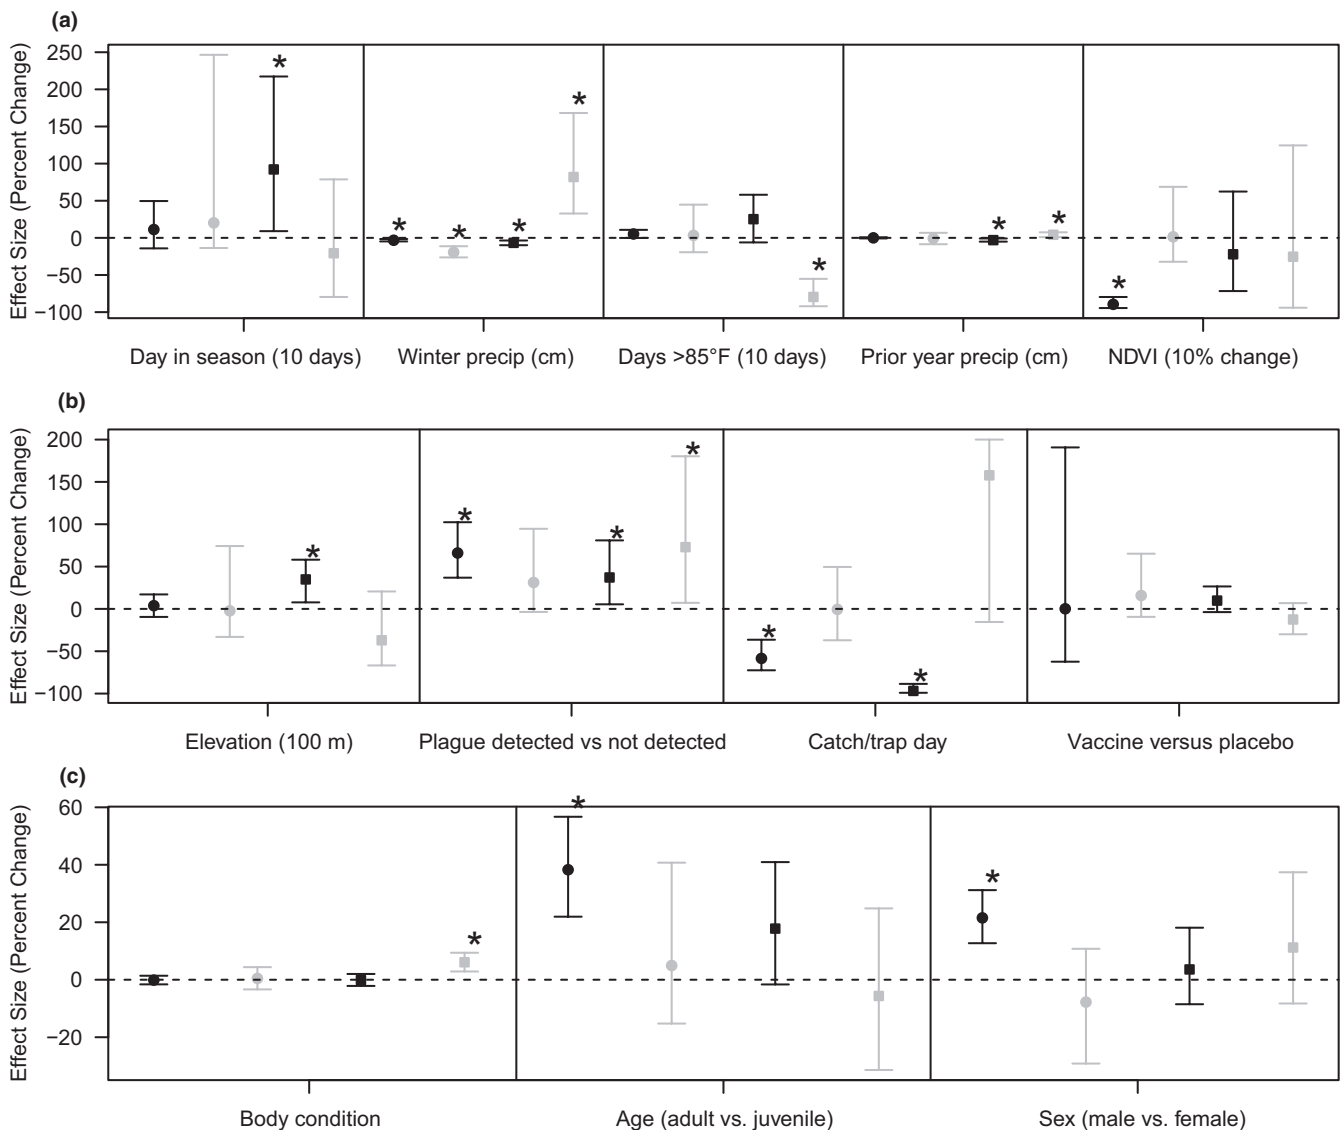 (a)
Effect Size (Percent Change)
250
200
150
100
50
0
−50
−100
*
*
*
*
*
*
*
*
*
Day in season (10 days)
Winter precip (cm)
Days >85°F (10 days)
Prior year precip (cm)
NDVI (10% change)
(b)
Effect Size (Percent Change)
200
150
100
50
0
−50
−100
*
*
*
*
*
*
Elevation (100 m)
Plague detected vs not detected
Catch/trap day
Vaccine versus placebo
(c)
Effect Size (Percent Change)
60
40
20
0
−20
*
*
*
Body condition
Age (adult vs. juvenile)
Sex (male vs. female)